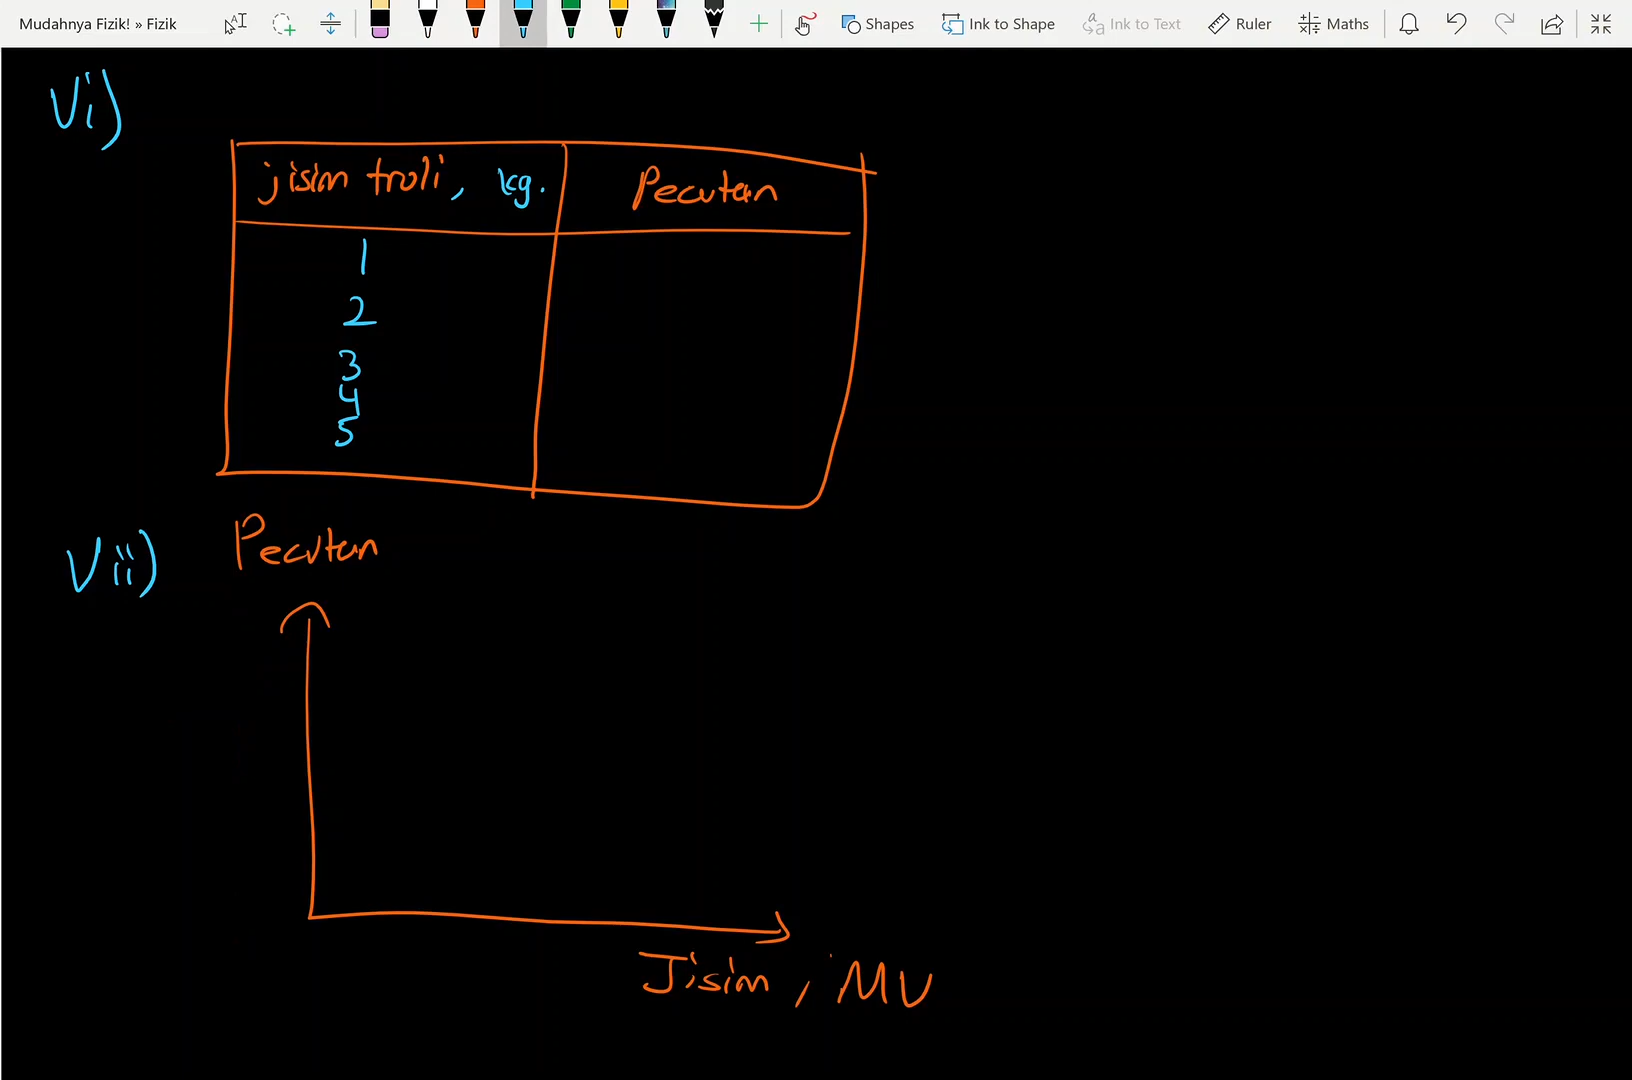 Mudahnya Fizik! » Fizik
Shapes
Ink to Shape
Ink to Text
Ruler
Maths
Vi)
jisim troli, kg.
Pecutan
1
2
3
4
5
Vii)
Pecutan
Jisim, MV